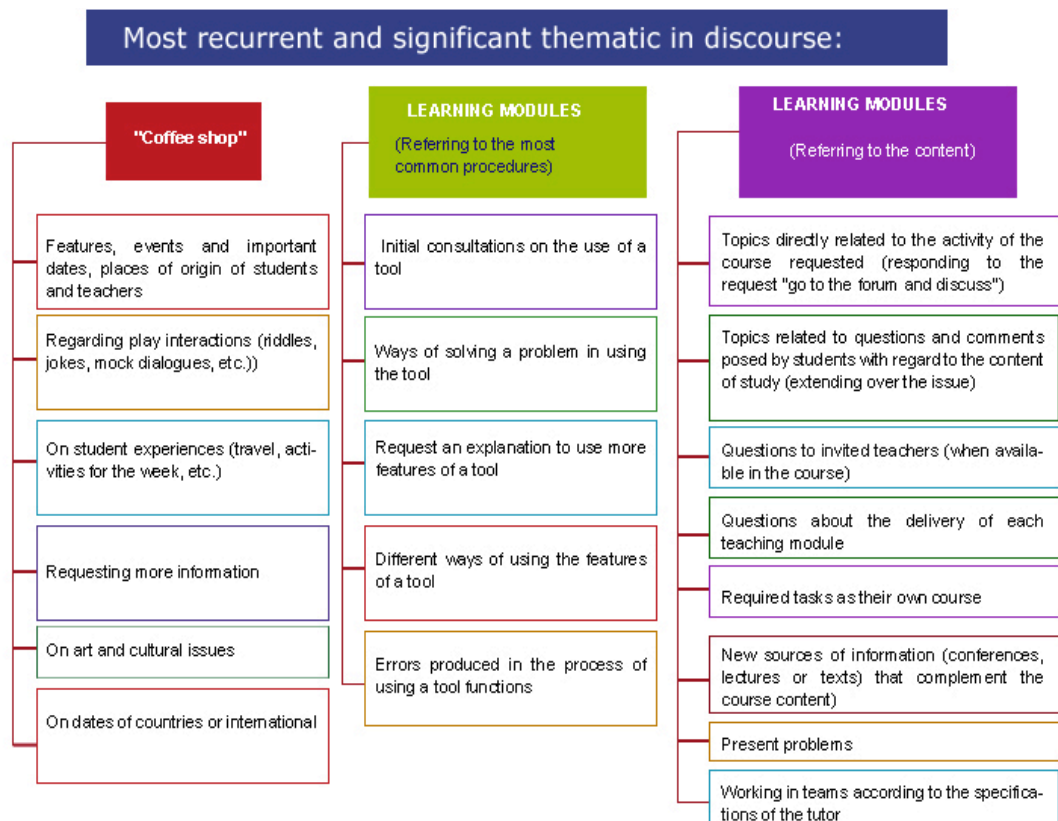 Most recurrent and significant thematic in discourse:
"Coffee shop"
Features, events and important
dates, places of origin of students
and teachers
Regarding play interactions (riddles,
jokes, mock dialogues, etc.))
On student experiences (travel, acti-
vities for the week, etc.)
Requesting more information
On art and cultural issues
On dates of countries or international
LEARNING MODULES
(Referring to the most
common procedures)
Initial consultations on the use of a
tool
Ways of solving a problem in using
the tool
Request an explanation to use more
features of a tool
Different ways of using the features
of a tool
Errors produced in the process of
using a tool functions
LEARNING MODULES
(Referring to the content)
Topics directly related to the activity of the
course requested (responding to the
request "go to the forum and discuss")
Topics related to questions and comments
posed by students with regard to the content
of study (extending over the issue)
Questions to invited teachers (when availa-
ble in the course)
Questions about the delivery of each
teaching module
Required tasks as their own course
New sources of information (conferences,
lectures or texts) that complement the
course content)
Present problems
Working in teams according to the specifica-
tions of the tutor